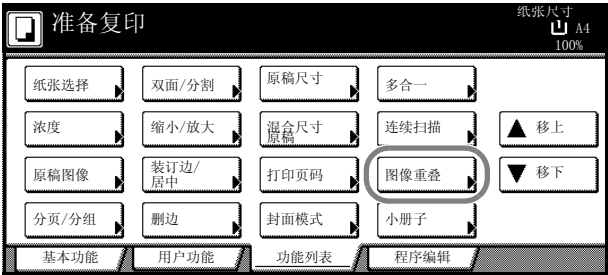 准备复印
纸张尺寸
A4
100%
纸张选择
双面/分割
原稿尺寸
多合一
浓度
缩小/放大
混合尺寸
原稿
连续扫描
移上
原稿图像
装订边/
居中
打印页码
图像重叠
移下
分页/分组
删边
封面模式
小册子
基本功能
用户功能
功能列表
程序编辑